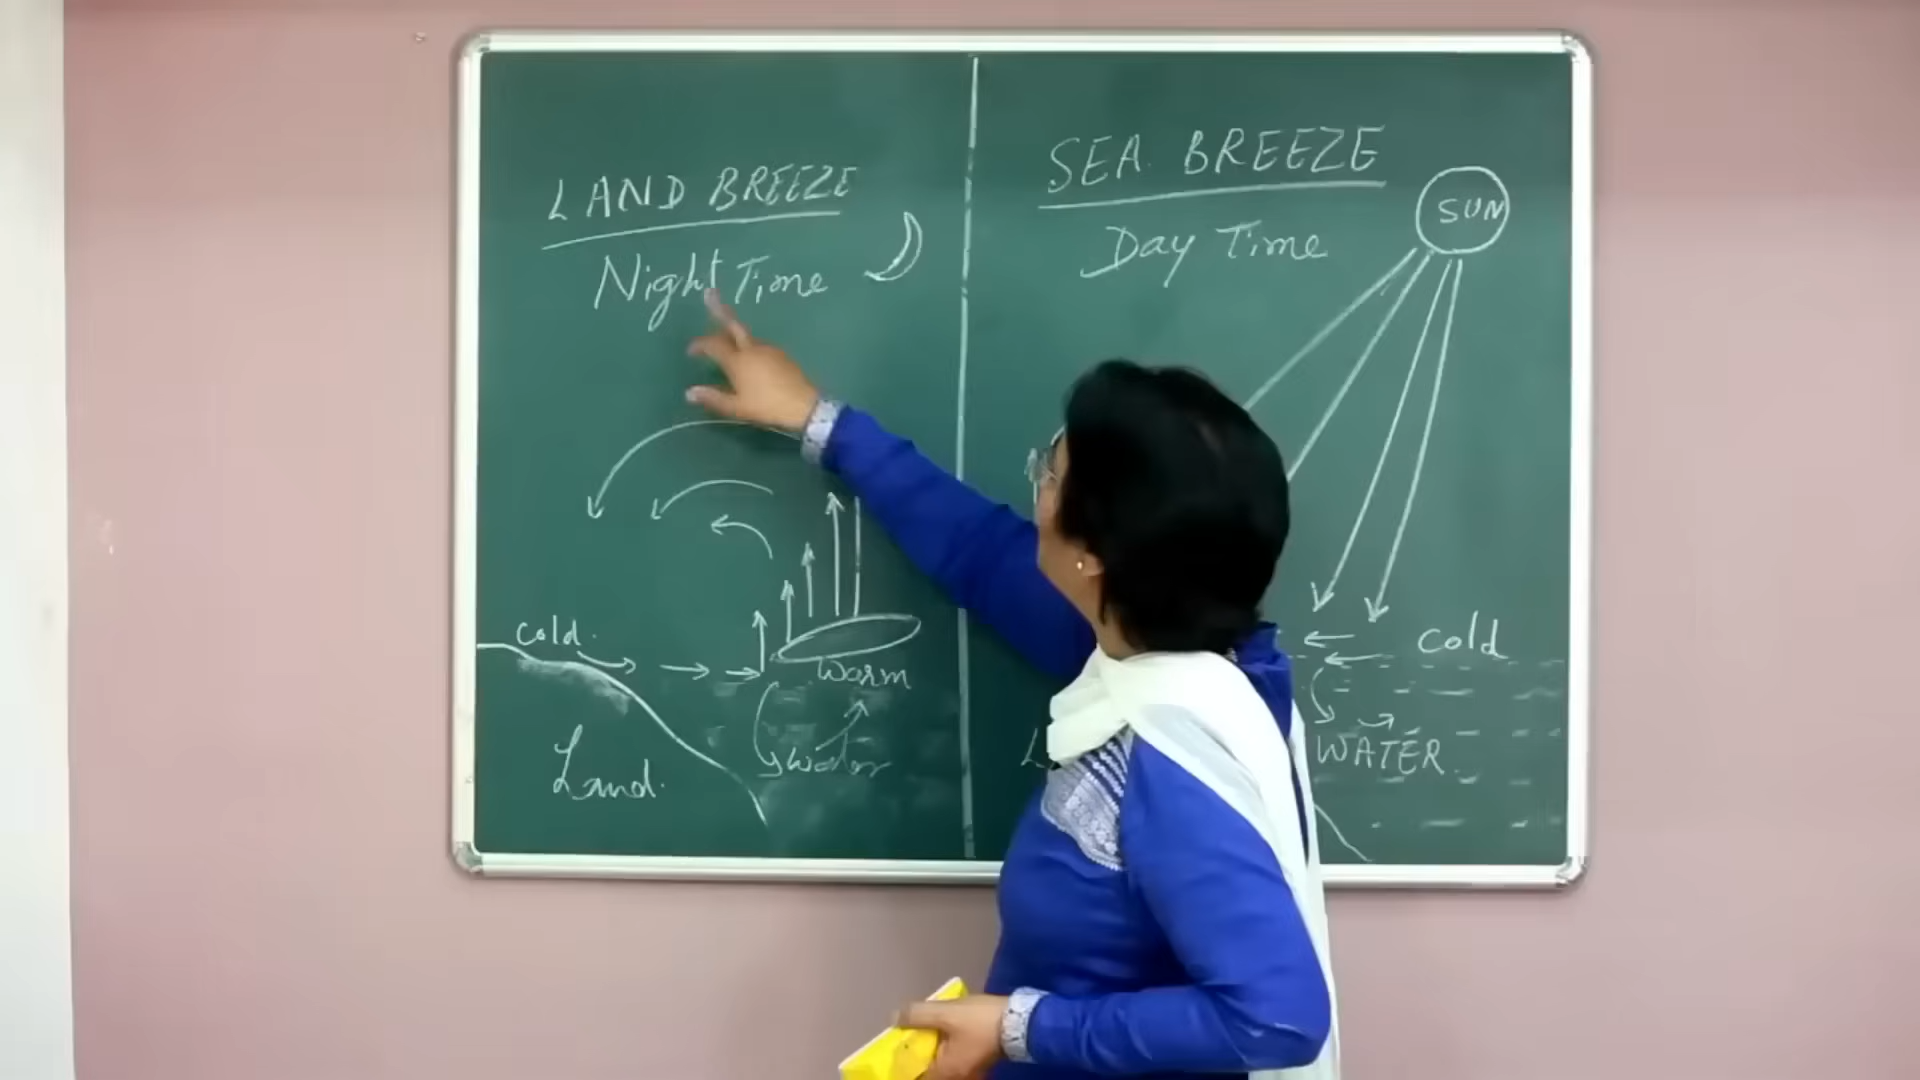 LAND BREEZE
Night Time
cold.
warm
water
Land.
SEA BREEZE
Day Time
SUN
cold
WATER